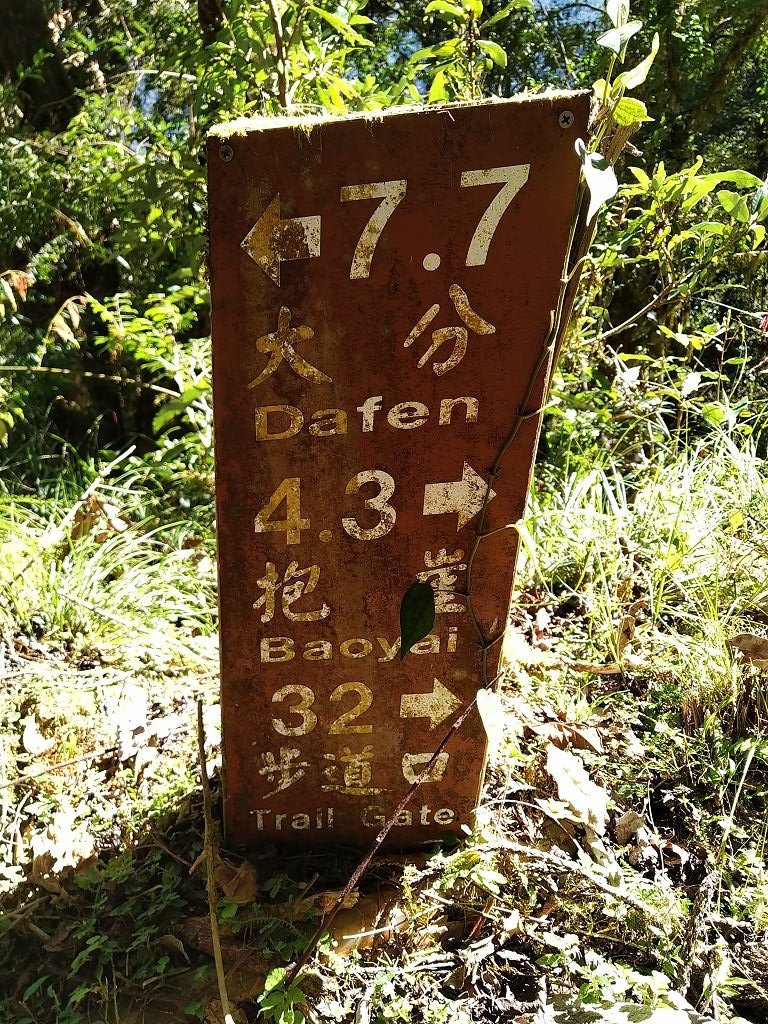 ← 7.7
大分
Dafen
4.3 →
抱崖
Baoyai
32 →
步道口
Trail Gate